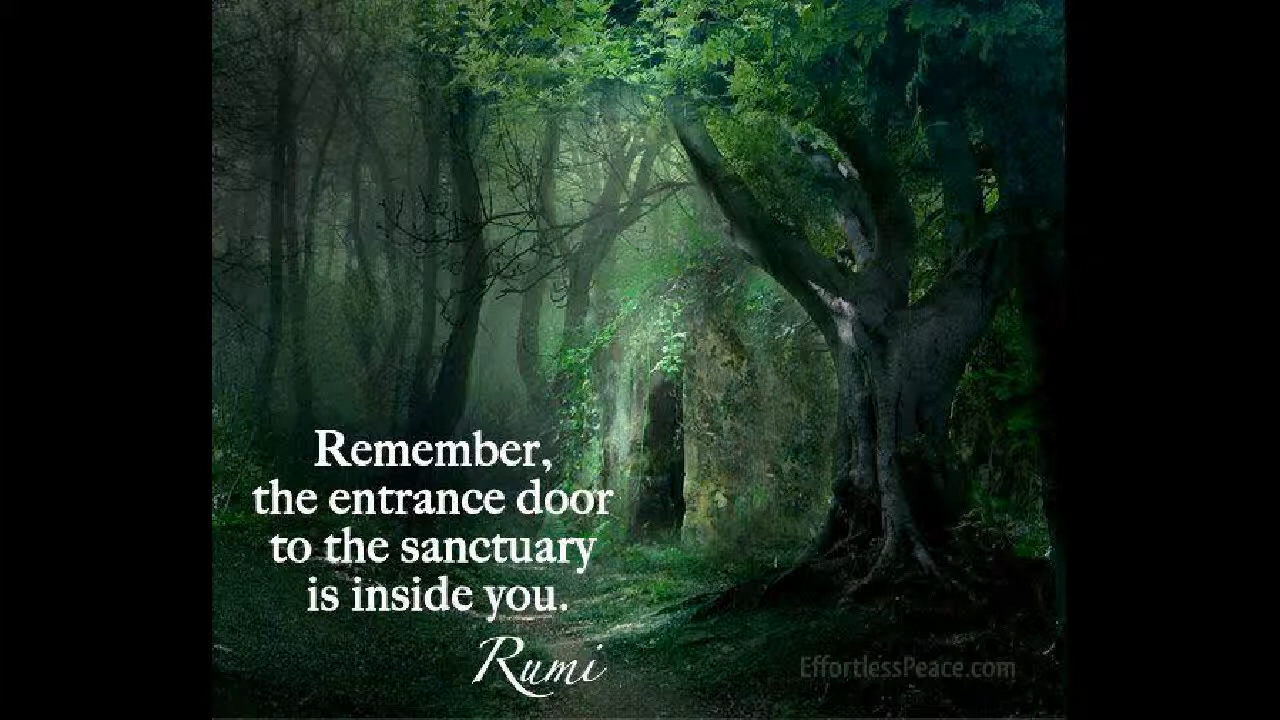 Remember,
the entrance door
to the sanctuary
is inside you.
Rumi
EffortlessPeace.com